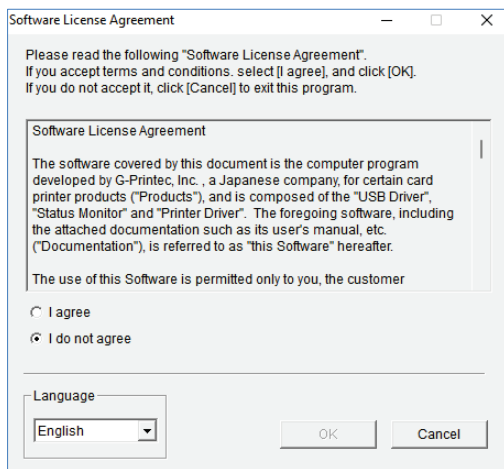 Software License Agreement
Please read the following "Software License Agreement".
If you accept terms and conditions. select [I agree], and click [OK].
If you do not accept it, click [Cancel] to exit this program.
Software License Agreement
The software covered by this document is the computer program
developed by G-Printec, Inc. , a Japanese company, for certain card
printer products ("Products"), and is composed of the "USB Driver",
"Status Monitor" and "Printer Driver".  The foregoing software, including
the attached documentation such as its user's manual, etc.
("Documentation"), is referred to as "this Software" hereafter.
The use of this Software is permitted only to you, the customer
I agree
I do not agree
Language
English
OK
Cancel